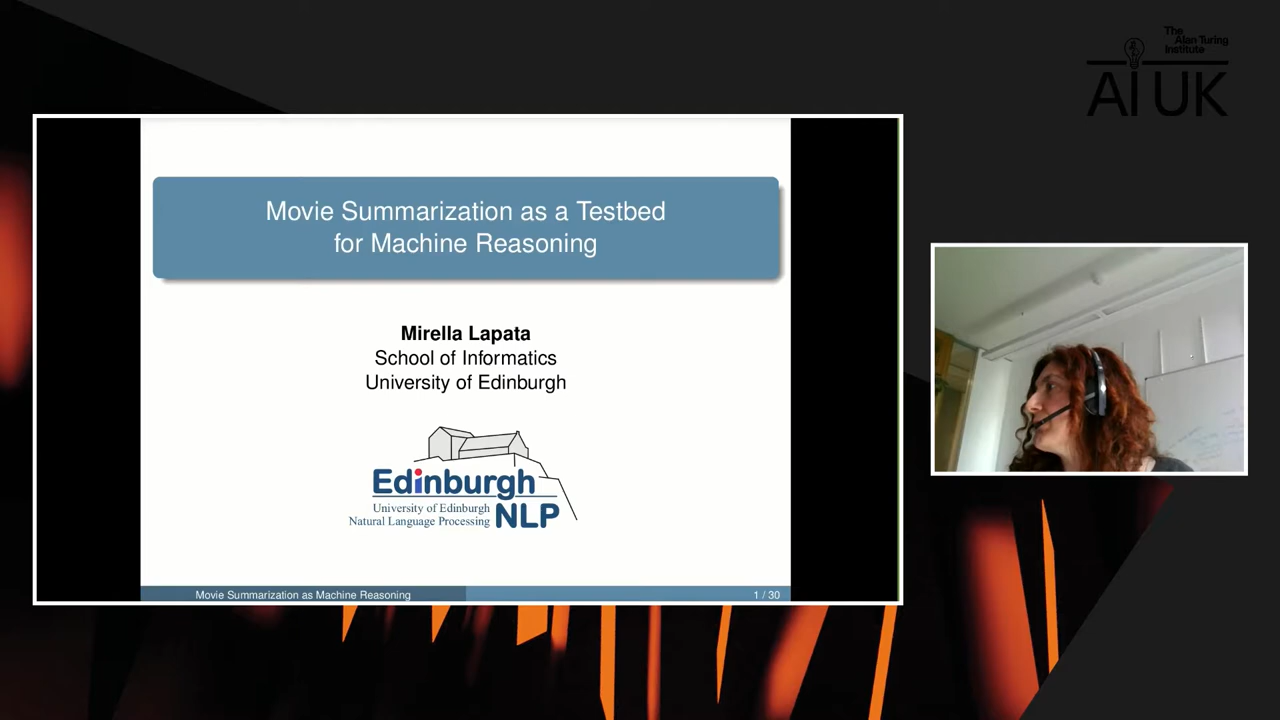 The
Alan Turing
Institute
AI UK
Movie Summarization as a Testbed
for Machine Reasoning
Mirella Lapata
School of Informatics
University of Edinburgh
Edinburgh
University of Edinburgh
Natural Language Processing
NLP
Movie Summarization as Machine Reasoning
1 / 30